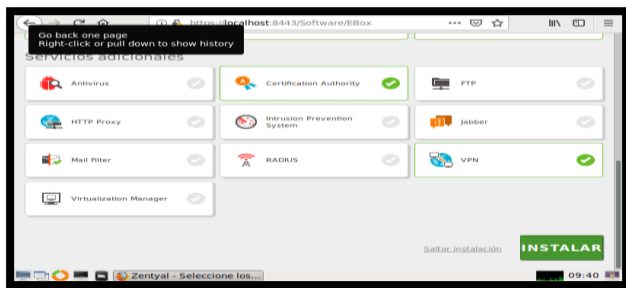 https://localhost:8443/Software/EBox
Go back one page
Right-click or pull down to show history
Servicios adicionales
Antivirus
Certification Authority
FTP
HTTP Proxy
Intrusion Prevention
System
Jabber
Mail Filter
RADIUS
VPN
Virtualization Manager
Saltar instalación
INSTALAR
Zentyal - Seleccione los...
09:40